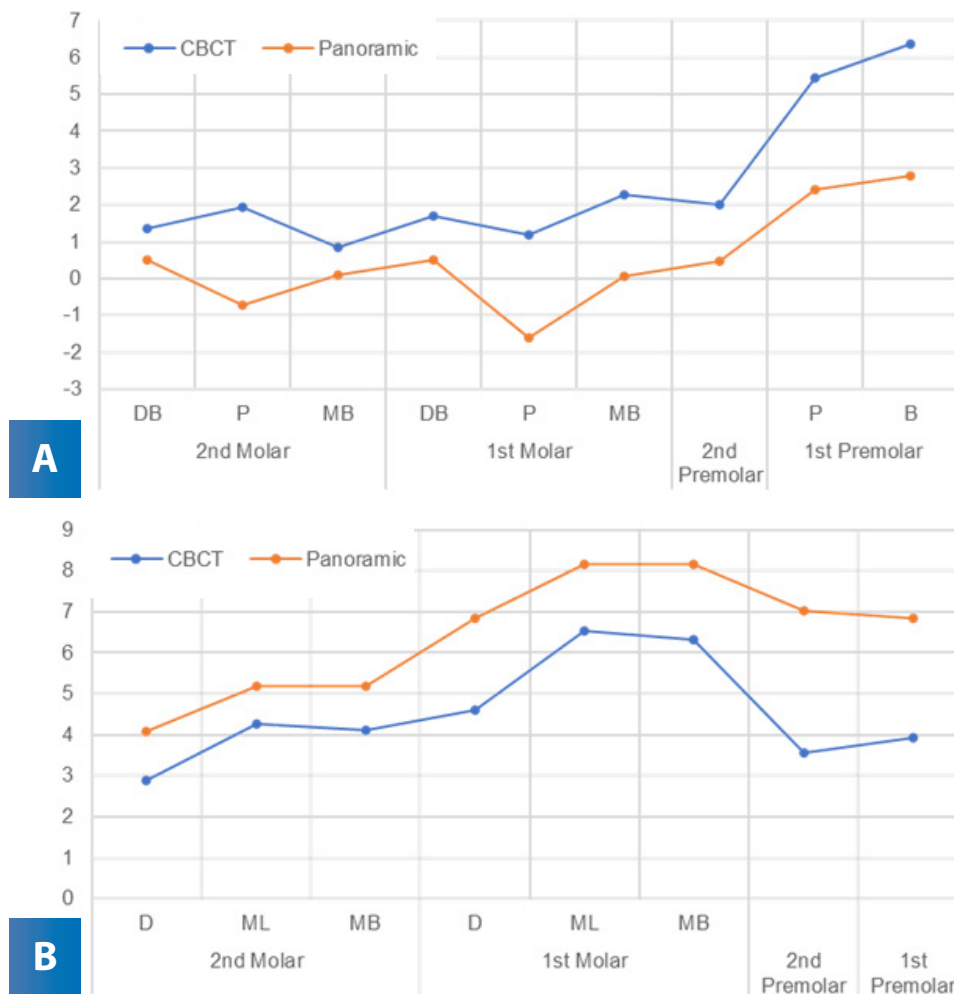 7
CBCT Panoramic
6
5
4
3
2
1
0
-1
-2
-3
DB P MB DB P MB P B
2nd Molar 1st Molar 2nd Premolar 1st Premolar
A
9
CBCT Panoramic
8
7
6
5
4
3
2
1
0
D ML MB D ML MB
2nd Molar 1st Molar 2nd Premolar 1st Premolar
B